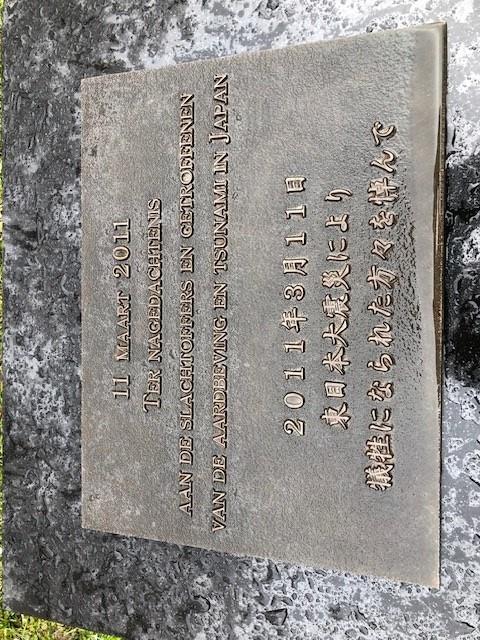 11 MAART 2011
TER NAGEDACHTENIS
AAN DE SLACHTOFFERS EN GETROFFENEN
VAN DE AARDBEVING EN TSUNAMI IN JAPAN
2011年3月11日
東日本大震災により
犠牲になられた方々を悼んで